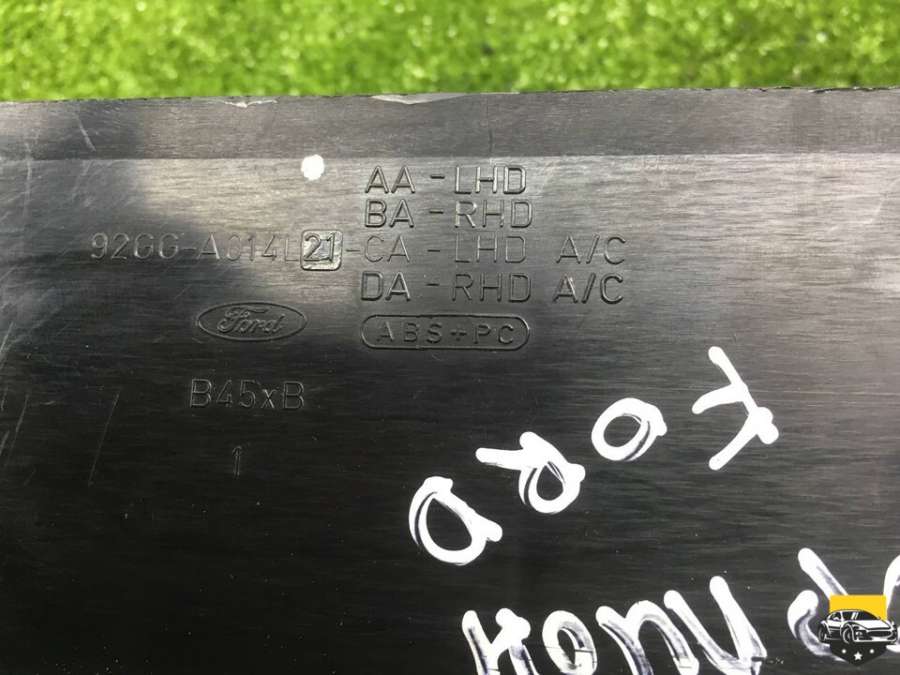 AA-LHD
BA-RHD
92GG-A014L21-CA-LHD A/C
DA-RHD A/C
Ford
ABS+PC
B45xB
1
FORD